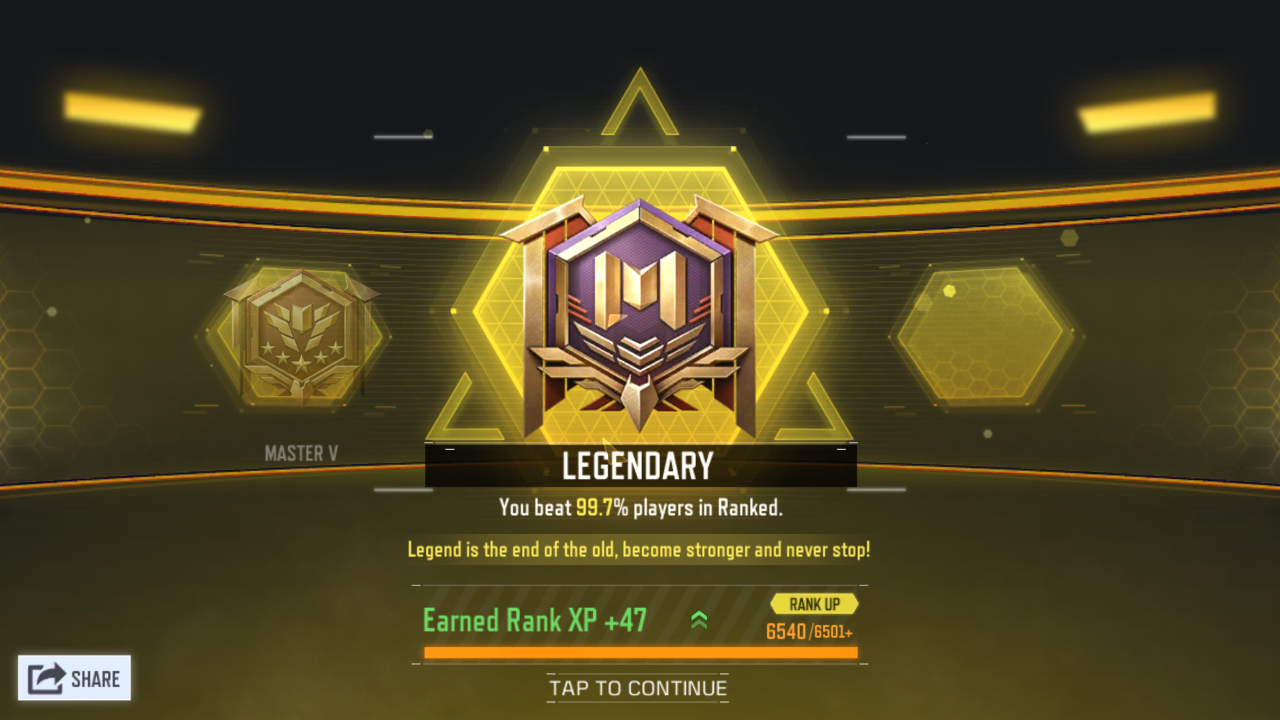 MASTER V
LEGENDARY
You beat 99.7% players in Ranked.
Legend is the end of the old, become stronger and never stop!
Earned Rank XP +47
RANK UP
6540/6501+
SHARE
TAP TO CONTINUE